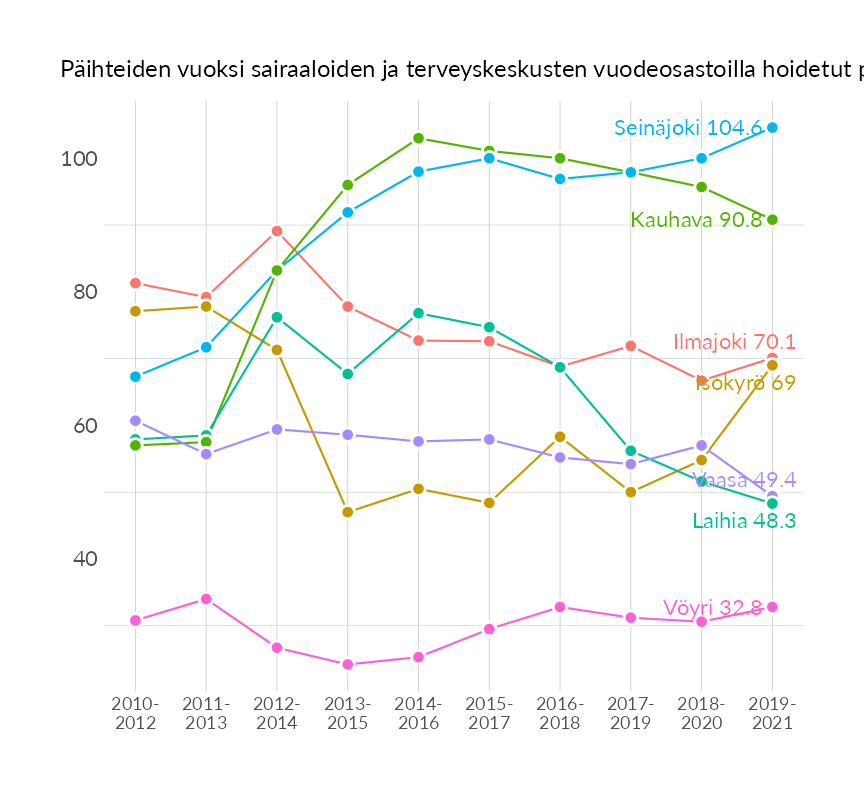 Päihteiden vuoksi sairaaloiden ja terveyskeskusten vuodeosastoilla hoidetut
Seinäjoki 104.6
100
Kauhava 90.8
80
Ilmajoki 70.1
Isokyrö 69
60
Vaasa 49.4
Laihia 48.3
40
Vöyri 32.8
2010- 2011- 2012- 2013- 2014- 2015- 2016- 2017- 2018- 2019-
2012 2013 2014 2015 2016 2017 2018 2019 2020 2021